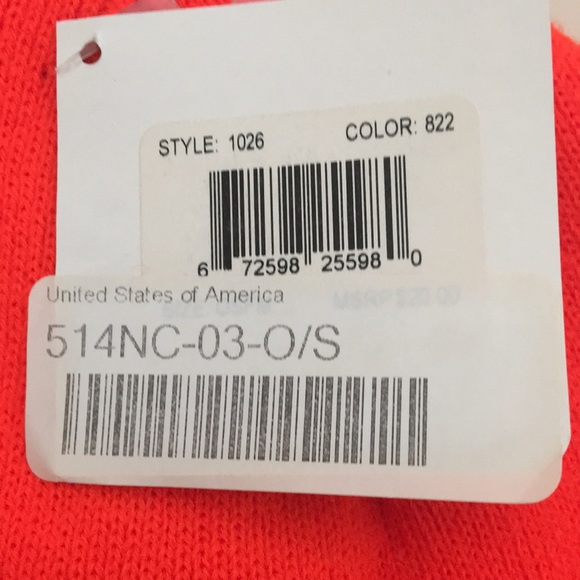 STYLE: 1026 COLOR: 822
6 72598 25598 0
United States of America
514NC-03-O/S